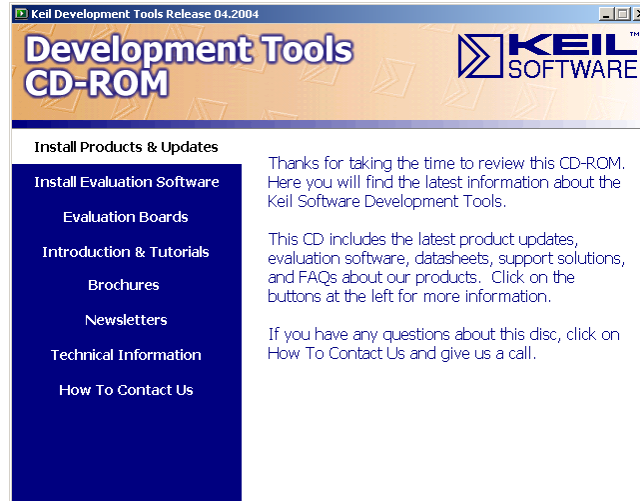 Keil Development Tools Release 04.2004
Development Tools
CD-ROM
KEIL™
SOFTWARE
Install Products & Updates
Install Evaluation Software
Evaluation Boards
Introduction & Tutorials
Brochures
Newsletters
Technical Information
How To Contact Us
Thanks for taking the time to review this CD-ROM.
Here you will find the latest information about the
Keil Software Development Tools.
This CD includes the latest product updates,
evaluation software, datasheets, support solutions,
and FAQs about our products.  Click on the
buttons at the left for more information.
If you have any questions about this disc, click on
How To Contact Us and give us a call.